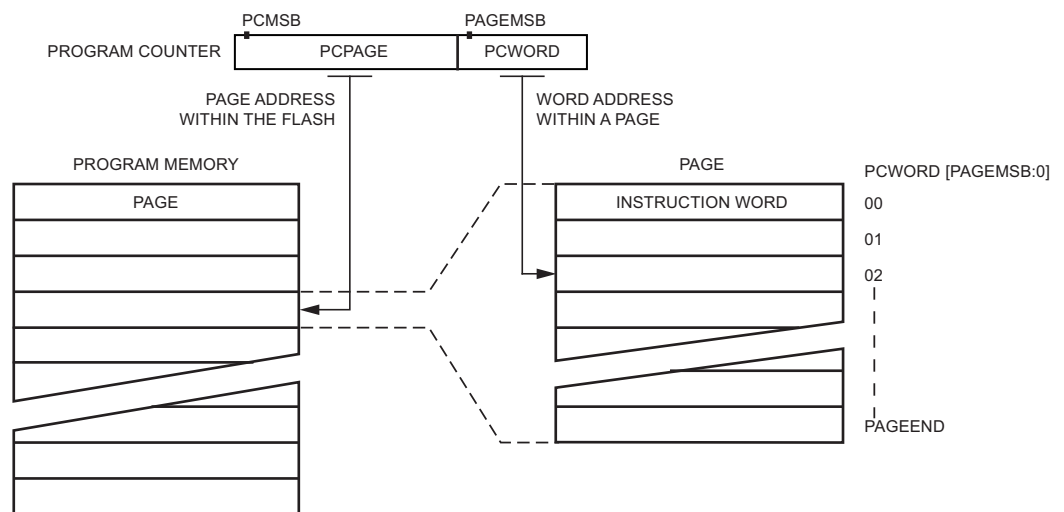 PCMSB
PAGEMSB
PROGRAM COUNTER
PCPAGE
PCWORD
PAGE ADDRESS
WITHIN THE FLASH
WORD ADDRESS
WITHIN A PAGE
PROGRAM MEMORY
PAGE
PAGE
PCWORD [PAGEMSB:0]
INSTRUCTION WORD
00
01
02
PAGEEND